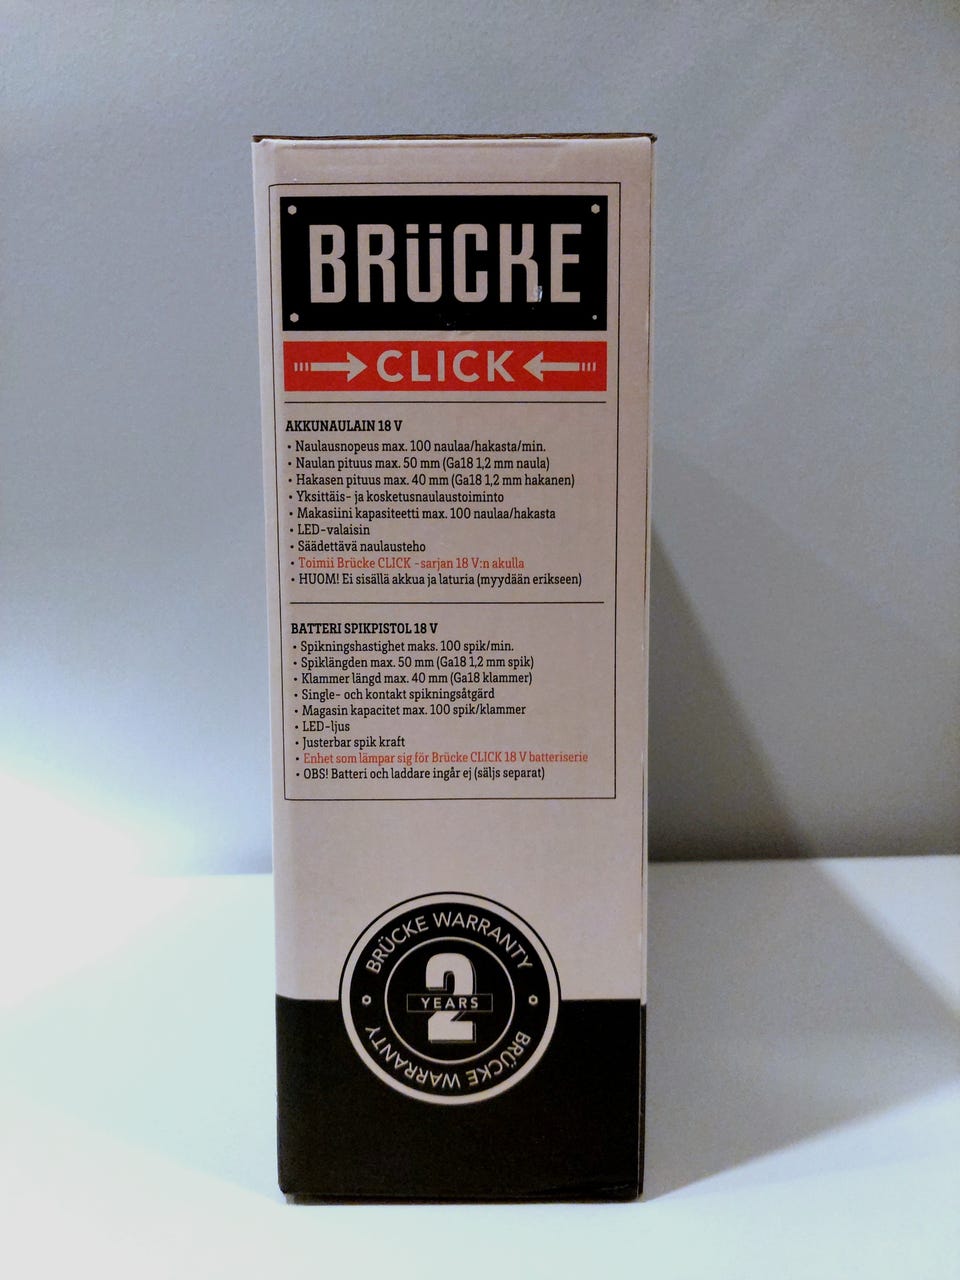 BRÜCKE
CLICK
AKKUNAULAIN 18 V
• Naulausnopeus max. 100 naulaa/hakasta/min.
• Naulan pituus max. 50 mm (Ga18 1,2 mm naula)
• Hakasen pituus max. 40 mm (Ga18 1,2 mm hakanen)
• Yksittäis- ja kosketusnaulaustoiminto
• Makasiini kapasiteetti max. 100 naulaa/hakasta
• LED-valaisin
• Säädettävä naulausteho
• Toimii Brücke CLICK -sarjan 18 V:n akulla
• HUOM! Ei sisällä akkua ja laturia (myydään erikseen)
BATTERI SPIKPISTOL 18 V
• Spikningshastighet maks. 100 spik/min.
• Spiklängden max. 50 mm (Ga18 1,2 mm spik)
• Klammer längd max. 40 mm (Ga18 klammer)
• Single- och kontakt spikningsåtgärd
• Magasin kapacitet max. 100 spik/klammer
• LED-ljus
• Justerbar spik kraft
• Enhet som lämpar sig för Brücke CLICK 18 V batteriserie
• OBS! Batteri och laddare ingår ej (säljs separat)
BRÜCKE WARRANTY
2
YEARS
BRÜCKE WARRANTY